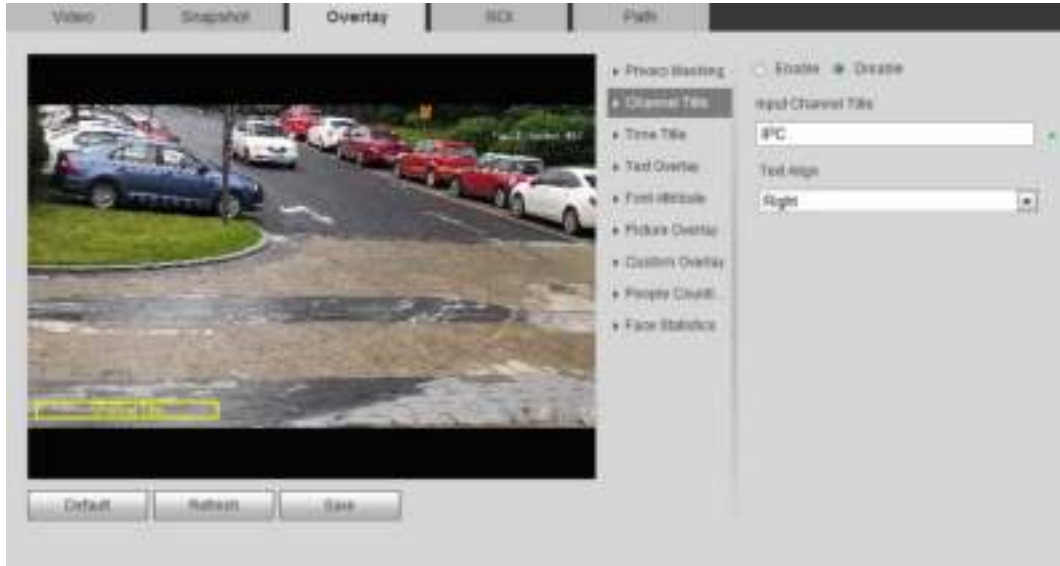 Video Snapshot Overlay ROI Path
Privacy Masking
Channel Title
Time Title
Text Overlay
Font Attribute
Picture Overlay
Custom Overlay
People Counti...
Face Statistics
Enable Disable
Input Channel Title
IPC
Text Align
Right
Default Refresh Save